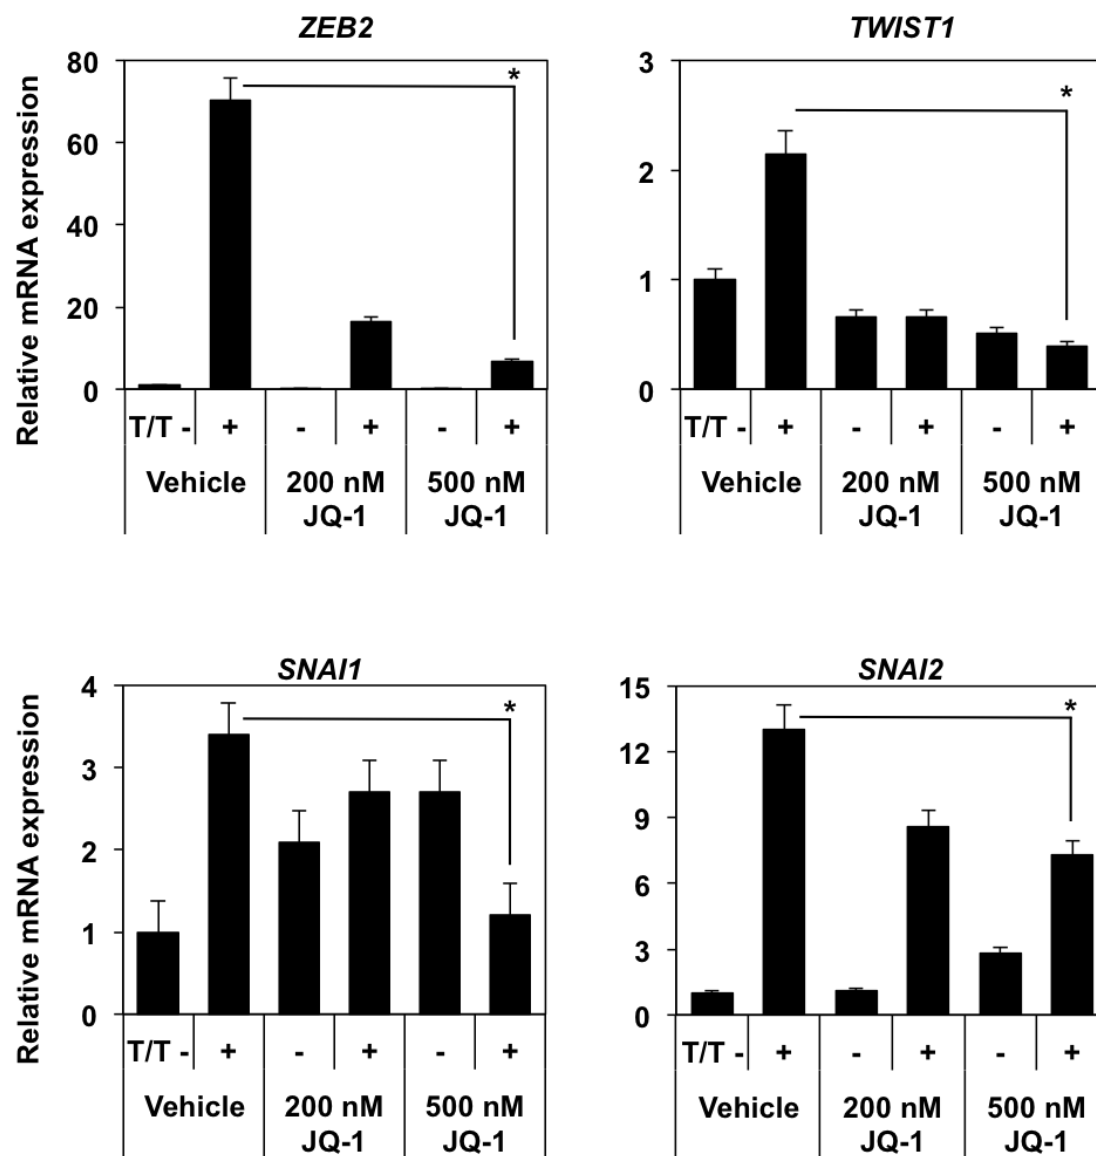 ZEB2
Relative mRNA expression
80
*
60
40
20
0
T/T - + - + - +
Vehicle 200 nM JQ-1 500 nM JQ-1
TWIST1
3
*
2
1
0
T/T - + - + - +
Vehicle 200 nM JQ-1 500 nM JQ-1
SNAI1
Relative mRNA expression
4
*
3
2
1
0
T/T - + - + - +
Vehicle 200 nM JQ-1 500 nM JQ-1
SNAI2
15
*
12
9
6
3
0
T/T - + - + - +
Vehicle 200 nM JQ-1 500 nM JQ-1